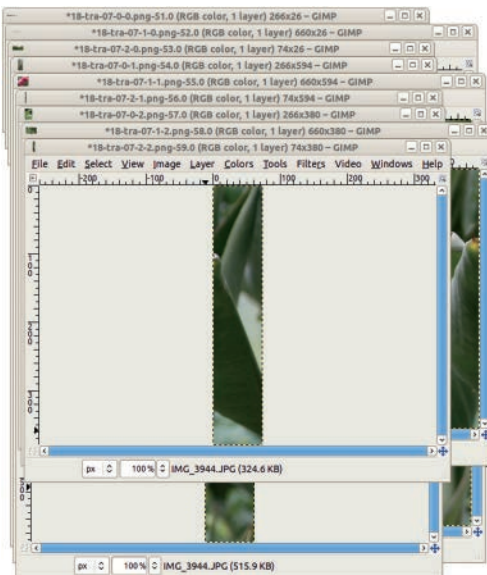 *18-tra-07-0-0.png-51.0 (RGB color, 1 layer) 266x26 – GIMP
*18-tra-07-1-0.png-52.0 (RGB color, 1 layer) 660x26 – GIMP
*18-tra-07-2-0.png-53.0 (RGB color, 1 layer) 74x26 – GIMP
*18-tra-07-0-1.png-54.0 (RGB color, 1 layer) 266x594 – GIMP
*18-tra-07-1-1.png-55.0 (RGB color, 1 layer) 660x594 – GIMP
*18-tra-07-2-1.png-56.0 (RGB color, 1 layer) 74x594 – GIMP
*18-tra-07-0-2.png-57.0 (RGB color, 1 layer) 266x380 – GIMP
*18-tra-07-1-2.png-58.0 (RGB color, 1 layer) 660x380 – GIMP
*18-tra-07-2-2.png-59.0 (RGB color, 1 layer) 74x380 – GIMP
File Edit Select View Image Layer Colors Tools Filters Video Windows Help
-200 -100 0 100 200 300
0
100
200
300
px 100% IMG_3944.JPG (324.6 KB)
px 100% IMG_3944.JPG (515.9 KB)